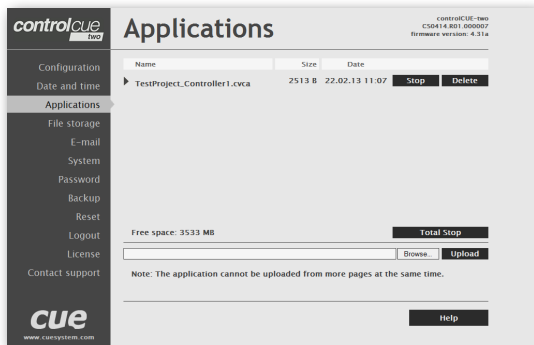 controlcue
two
Applications
controlCUE-two
CS0414.R01.000007
firmware version: 4.31a
Configuration
Date and time
Applications
File storage
E-mail
System
Password
Backup
Reset
Logout
License
Contact support
Name Size Date
TestProject_Controller1.cvca 2513 B 22.02.13 11:07 Stop Delete
Free space: 3533 MB Total Stop
Browse... Upload
Note: The application cannot be uploaded from more pages at the same time.
Help
cue
www.cuesystem.com